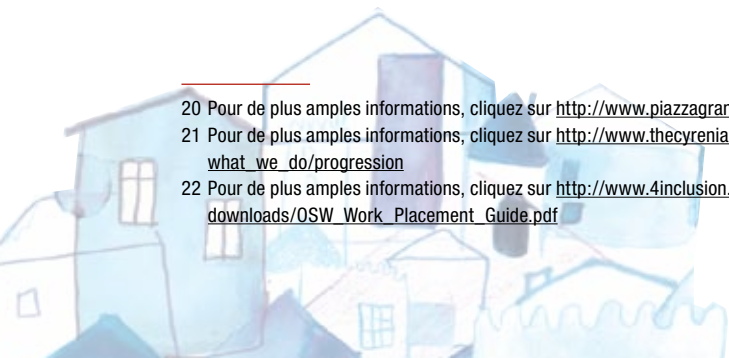 20 Pour de plus amples informations, cliquez sur http://www.piazzagran
21 Pour de plus amples informations, cliquez sur http://www.thecyrenia
what_we_do/progression
22 Pour de plus amples informations, cliquez sur http://www.4inclusion.
downloads/OSW_Work_Placement_Guide.pdf